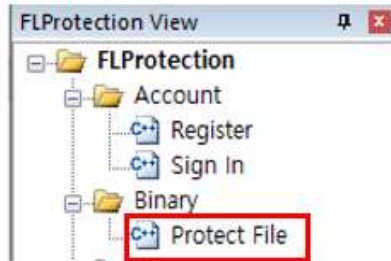 FLProtection View
FLProtection
Account
Register
Sign In
Binary
Protect File